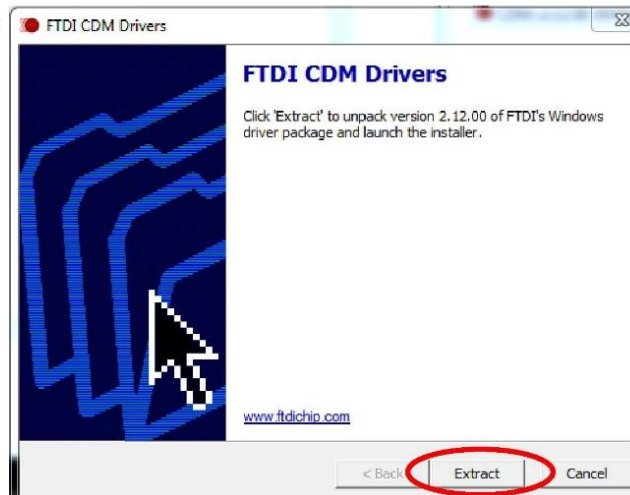 FTDI CDM Drivers
FTDI CDM Drivers
Click 'Extract' to unpack version 2.12.00 of FTDI's Windows
driver package and launch the installer.
www.ftdichip.com
< Back
Extract
Cancel